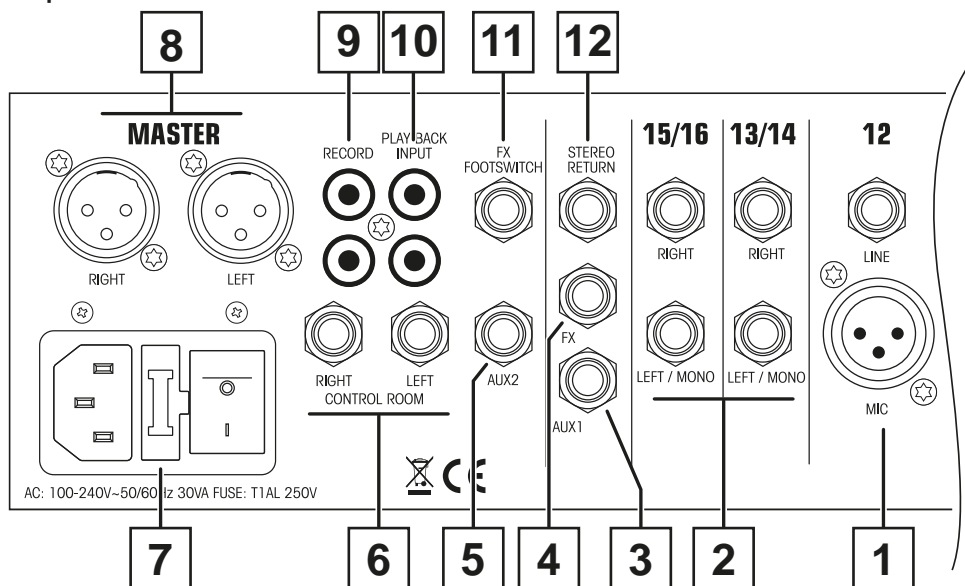 8 9 10 11 12
MASTER
RECORD
PLAY BACK
INPUT
FX
FOOTSWITCH
STEREO
RETURN
15/16 13/14 12
RIGHT LEFT
RIGHT RIGHT LINE
FX
RIGHT LEFT AUX2
CONTROL ROOM
LEFT / MONO LEFT / MONO
AUX1
MIC
AC: 100-240V~50/60Hz 30VA FUSE: T1AL 250V
CE
7 6 5 4 3 2 1